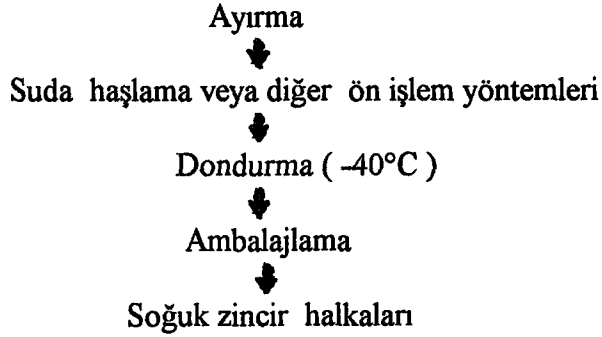 Ayırma
Suda haşlama veya diğer ön işlem yöntemleri
Dondurma ( -40°C )
Ambalajlama
Soğuk zincir halkaları